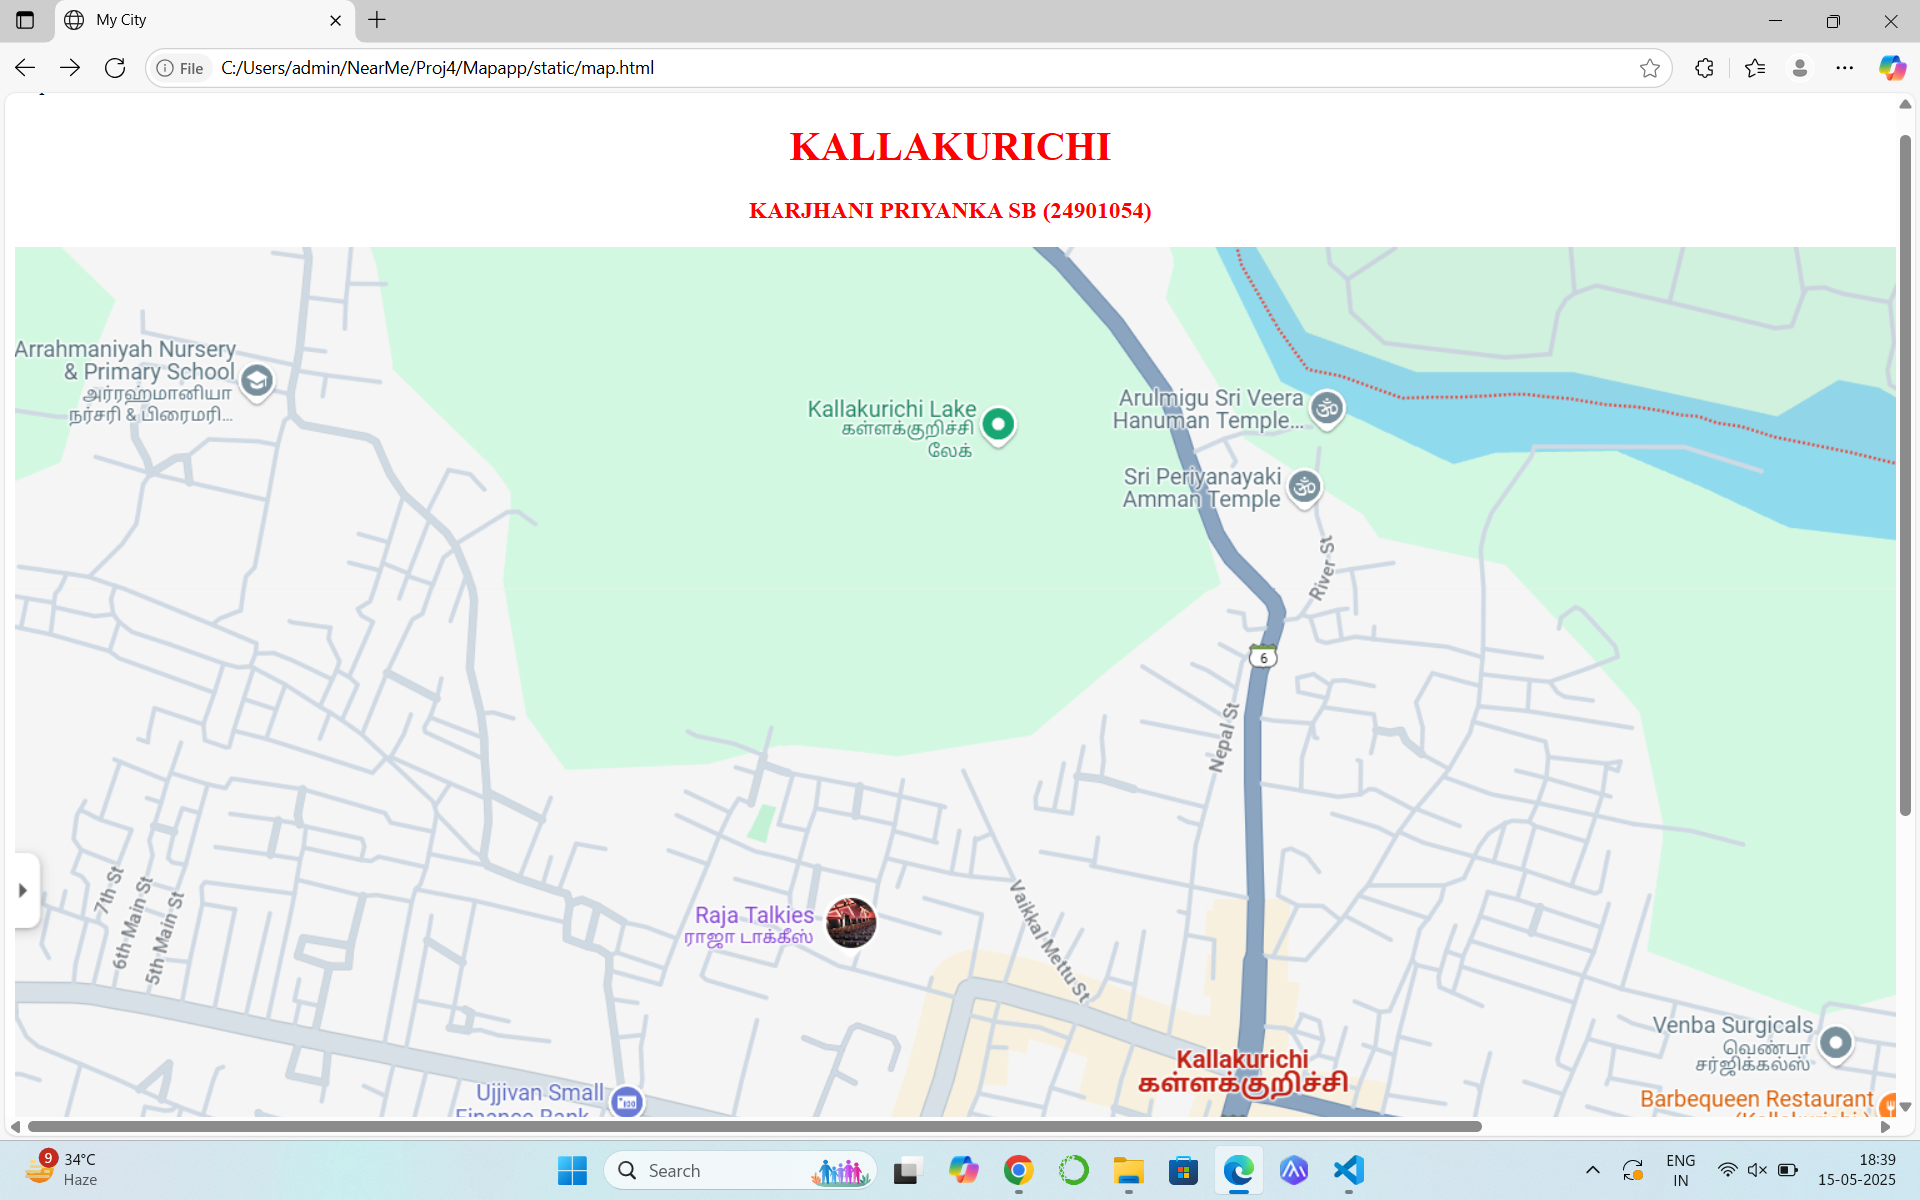 My City
File
C:/Users/admin/NearMe/Proj4/Mapapp/static/map.html
KALLAKURICHI
KARJHANI PRIYANKA SB (24901054)
Arrahmaniyah Nursery
& Primary School
அர்ரஹ்மானியா
நர்சரி & பிரைமரி...
Kallakurichi Lake
கள்ளக்குறிச்சி
லேக்
Arulmigu Sri Veera
Hanuman Temple...
Sri Periyanayaki
Amman Temple
River St
6
Nepal St
7th St
6th Main St
5th Main St
Raja Talkies
ராஜா டாக்கீஸ்
Vaikkal Mettu St
Kallakurichi
கள்ளக்குறிச்சி
Venba Surgicals
வெண்பா
சர்ஜிக்கல்ஸ்
Ujjivan Small
Finance Bank
Barbequeen Restaurant
(Kallakurichi)
9
34°C
Haze
Search
ENG
IN
18:39
15-05-2025